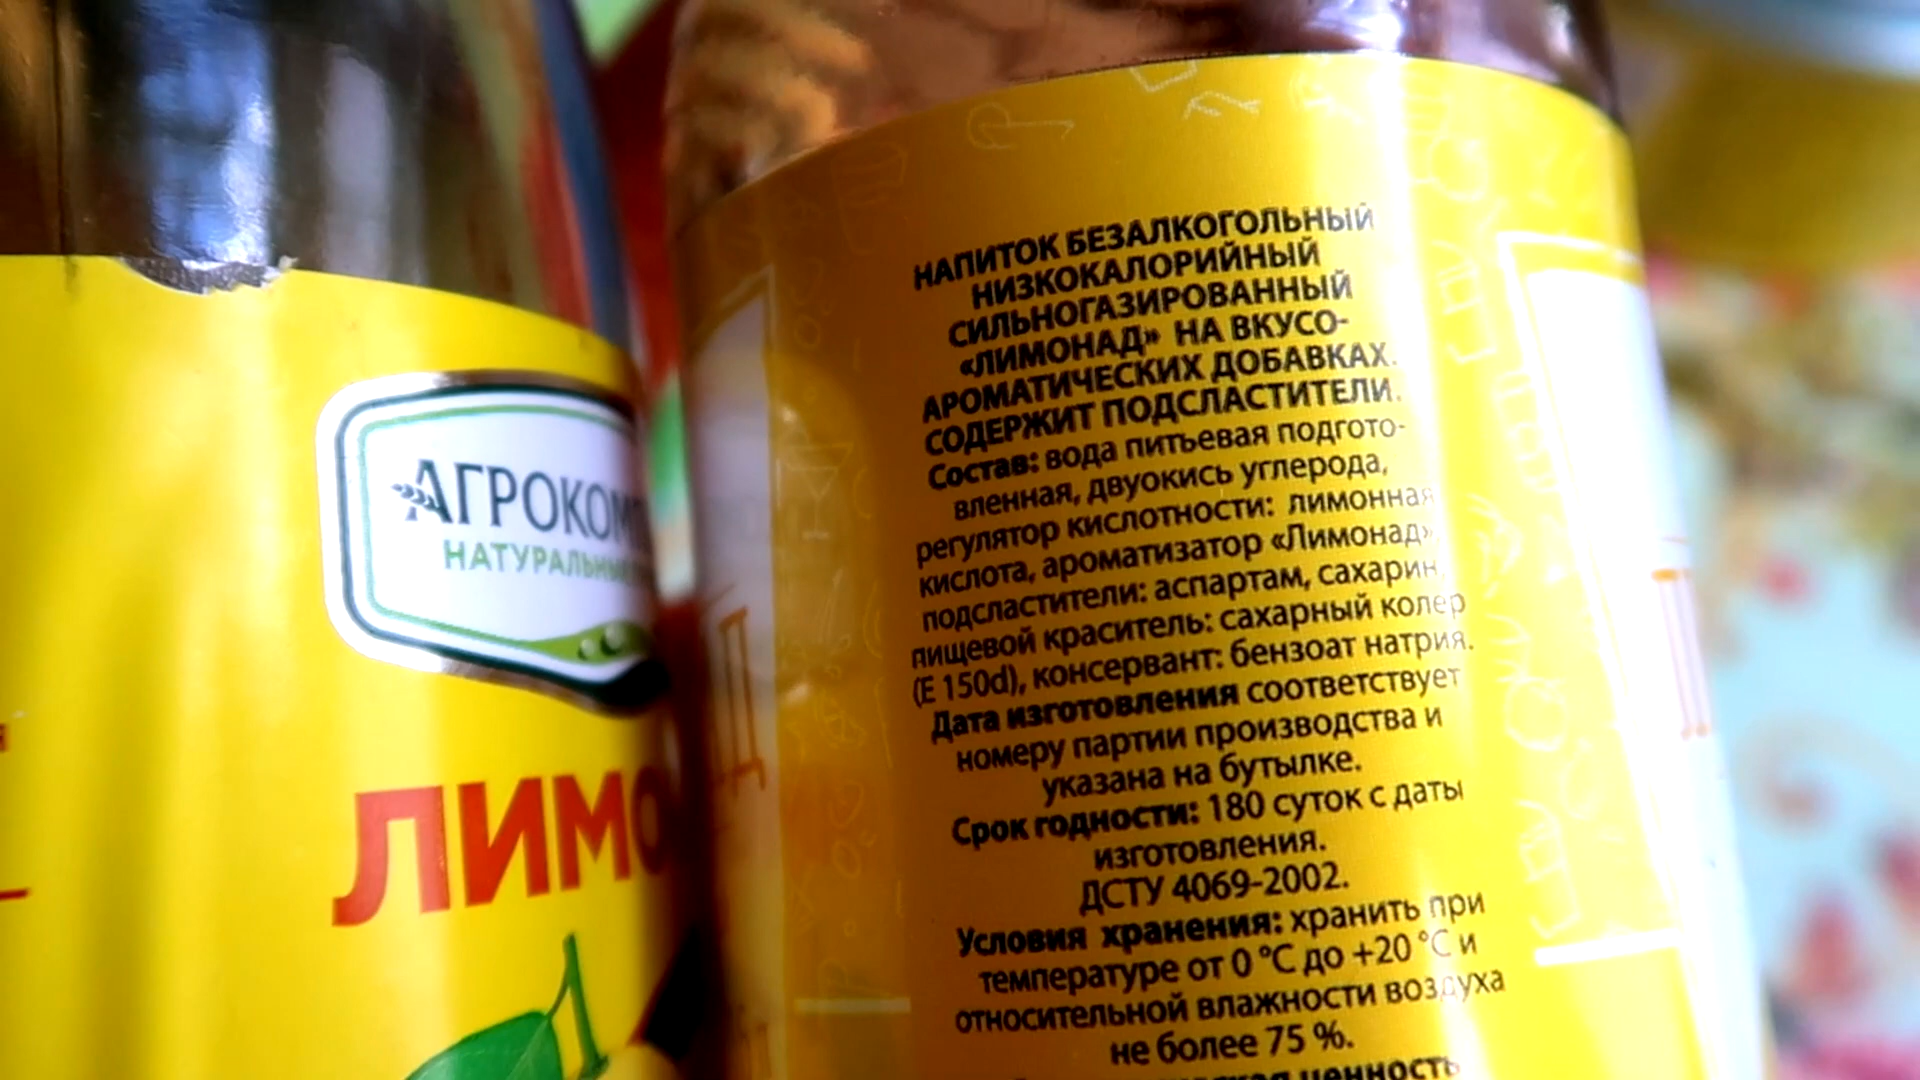 АГРОКОМ
НАТУРАЛЬНЫЕ
ЛИМО
НАПИТОК БЕЗАЛКОГОЛЬНЫЙ
НИЗКОКАЛОРИЙНЫЙ
СИЛЬНОГАЗИРОВАННЫЙ
«ЛИМОНАД» НА ВКУСО-
АРОМАТИЧЕСКИХ ДОБАВКАХ.
СОДЕРЖИТ ПОДСЛАСТИТЕЛИ.
Состав: вода питьевая подгото-
вленная, двуокись углерода,
регулятор кислотности: лимонная
кислота, ароматизатор «Лимонад»,
подсластители: аспартам, сахарин,
пищевой краситель: сахарный колер
(Е 150d), консервант: бензоат натрия.
Дата изготовления соответствует
номеру партии производства и
указана на бутылке.
Срок годности: 180 суток с даты
изготовления.
ДСТУ 4069-2002.
Условия хранения: хранить при
температуре от 0 °С до +20 °С и
относительной влажности воздуха
не более 75 %.
ценность